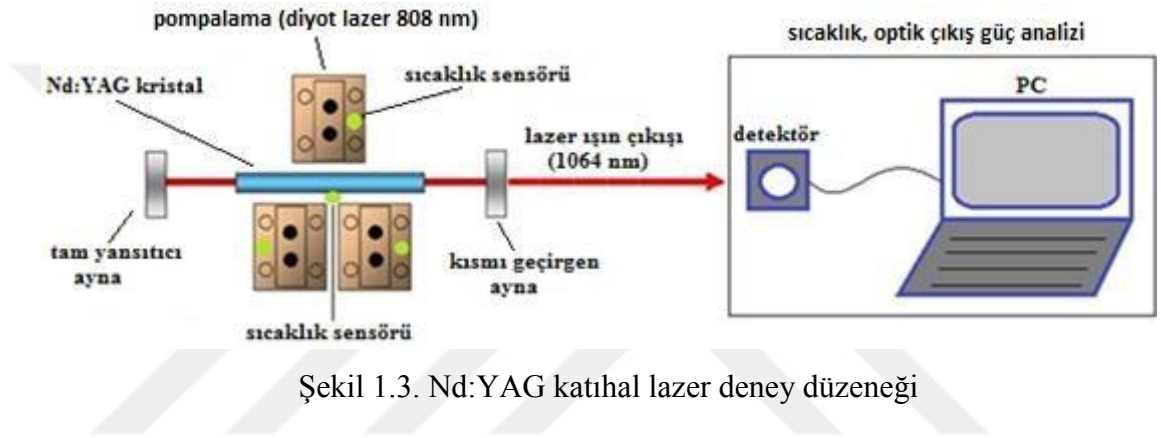 pompalama (diyot lazer 808 nm)
sıcaklık, optik çıkış güç analizi
Nd:YAG kristal
sıcaklık sensörü
PC
lazer ışın çıkışı
(1064 nm)
detektör
tam yansıtıcı
ayna
kısmı geçirgen
ayna
sıcaklık sensörü
Şekil 1.3. Nd:YAG katıhal lazer deney düzeneği